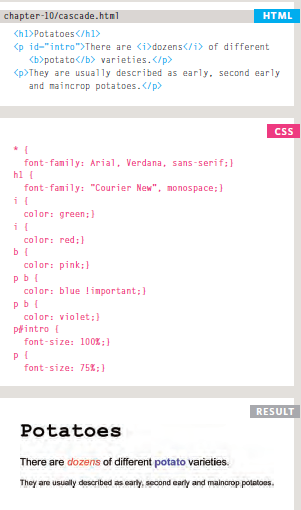 chapter-10/cascade.html
HTML
<h1>Potatoes</h1>
<p id="intro">There are <i>dozens</i> of different
<b>potato</b> varieties.</p>
<p>They are usually described as early, second early
and maincrop potatoes.</p>
CSS
* {
font-family: Arial, Verdana, sans-serif;}
h1 {
font-family: "Courier New", monospace;}
i {
color: green;}
i {
color: red;}
b {
color: pink;}
p b {
color: blue !important;}
p b {
color: violet;}
p#intro {
font-size: 100%;}
p {
font-size: 75%;}
RESULT
Potatoes
There are dozens of different potato varieties.
They are usually described as early, second early and maincrop potatoes.